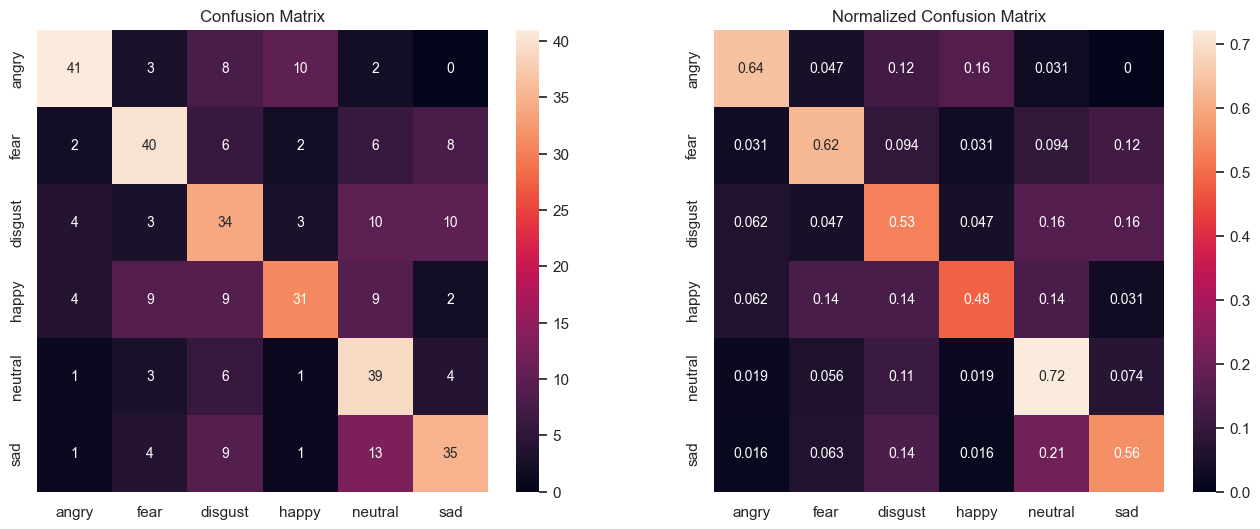 Confusion Matrix
angry 41 3 8 10 2 0
fear 2 40 6 2 6 8
disgust 4 3 34 3 10 10
happy 4 9 9 31 9 2
neutral 1 3 6 1 39 4
sad 1 4 9 1 13 35
angry fear disgust happy neutral sad
40
35
30
25
20
15
10
5
0
Normalized Confusion Matrix
angry 0.64 0.047 0.12 0.16 0.031 0
fear 0.031 0.62 0.094 0.031 0.094 0.12
disgust 0.062 0.047 0.53 0.047 0.16 0.16
happy 0.062 0.14 0.14 0.48 0.14 0.031
neutral 0.019 0.056 0.11 0.019 0.72 0.074
sad 0.016 0.063 0.14 0.016 0.21 0.56
angry fear disgust happy neutral sad
0.7
0.6
0.5
0.4
0.3
0.2
0.1
0.0